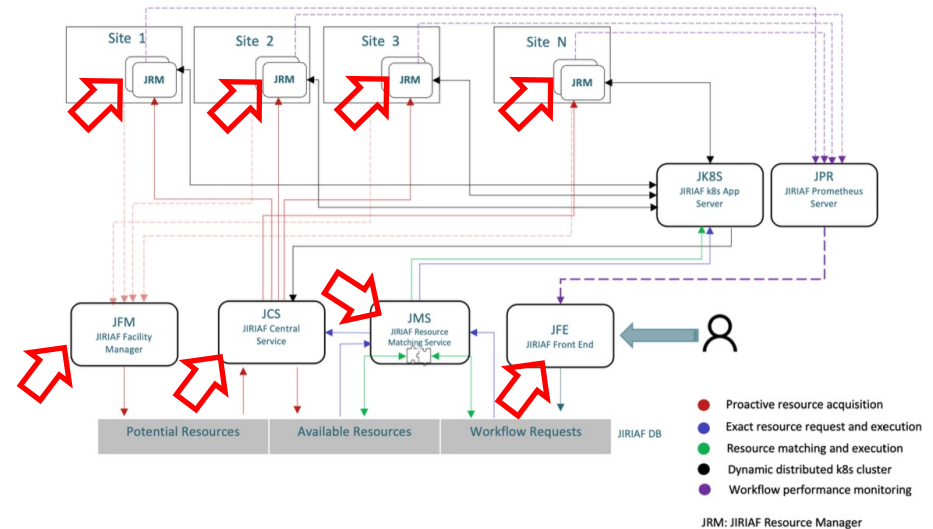 Site 1
Site 2
Site 3
Site N
JRM
JRM
JRM
JRM
JK8S
JIRIAF k8s App
Server
JPR
JIRIAF Prometheus
Server
JFM
JIRIAF Facility
Manager
JCS
JIRIAF Central
Service
JMS
JIRIAF Resource
Matching Service
JFE
JIRIAF Front End
Potential Resources
Available Resources
Workflow Requests
JIRIAF DB
Proactive resource acquisition
Exact resource request and execution
Resource matching and execution
Dynamic distributed k8s cluster
Workflow performance monitoring
JRM: JIRIAF Resource Manager